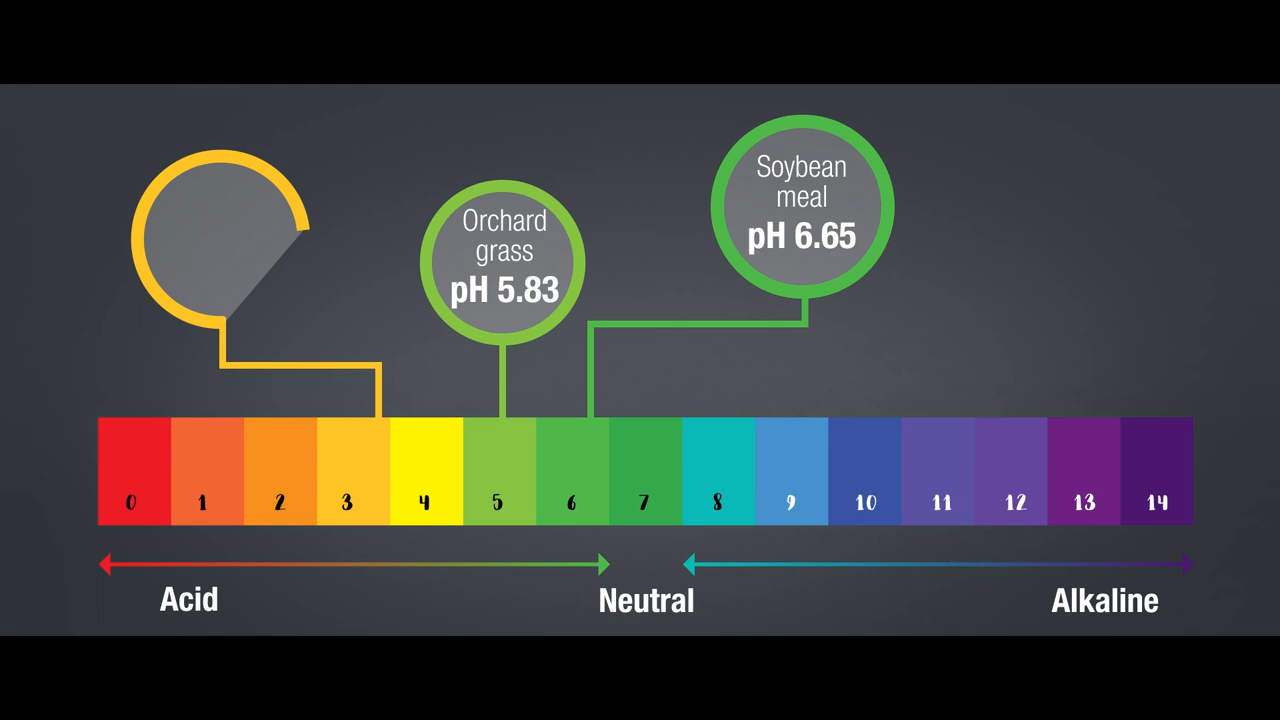 Orchard
grass
pH 5.83
Soybean
meal
pH 6.65
0 1 2 3 4 5 6 7 8 9 10 11 12 13 14
Acid Neutral Alkaline